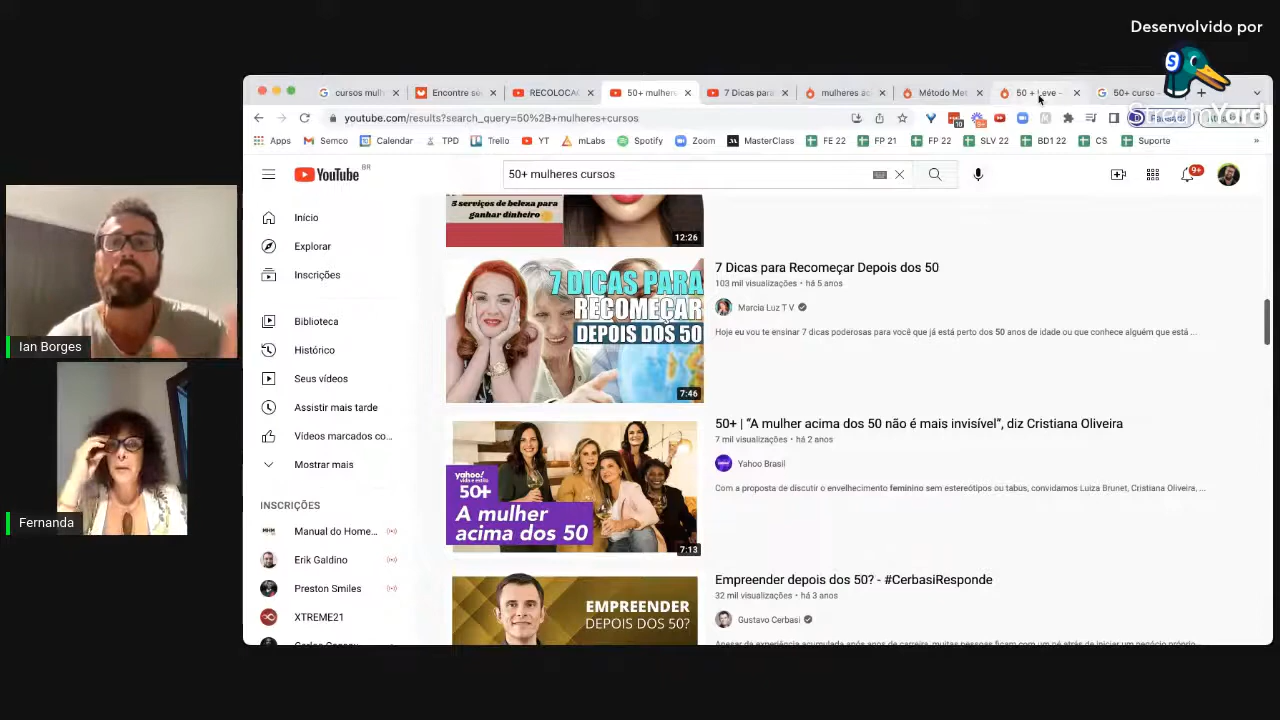 Desenvolvido por
StreamYard
cursos mulh
Encontre se
RECOLOCA
50+ mulhere
7 Dicas para
mulheres ac
Método Met
50 + Leve -
50+ curso
youtube.com/results?search_query=50%2B+mulheres+cursos
Apps
Semco
Calendar
TPD
Trello
YT
mLabs
Spotify
Zoom
MasterClass
FE 22
FP 21
FP 22
SLV 22
BD1 22
CS
Suporte
YouTube BR
50+ mulheres cursos
9+
Início
Explorar
Inscrições
Biblioteca
Histórico
Seus vídeos
Assistir mais tarde
Vídeos marcados co...
Mostrar mais
INSCRIÇÕES
Manual do Home...
Erik Galdino
Preston Smiles
XTREME21
5 serviços de beleza para
ganhar dinheiro
12:26
7 DICAS PARA
RECOMEÇAR
DEPOIS DOS 50
7:46
7 Dicas para Recomeçar Depois dos 50
103 mil visualizações • há 5 anos
Marcia Luz T V
Hoje eu vou te ensinar 7 dicas poderosas para você que já está perto dos 50 anos de idade ou que conhece alguém que está ...
yahoo!
vida e estilo
50+
A mulher
acima dos 50
7:13
50+ | “A mulher acima dos 50 não é mais invisível”, diz Cristiana Oliveira
7 mil visualizações • há 2 anos
Yahoo Brasil
Com a proposta de discutir o envelhecimento feminino sem estereótipos ou tabus, convidamos Luiza Brunet, Cristiana Oliveira, ...
EMPREENDER
DEPOIS DOS 50?
Empreender depois dos 50? - #CerbasiResponde
32 mil visualizações • há 3 anos
Gustavo Cerbasi
Ian Borges
Fernanda